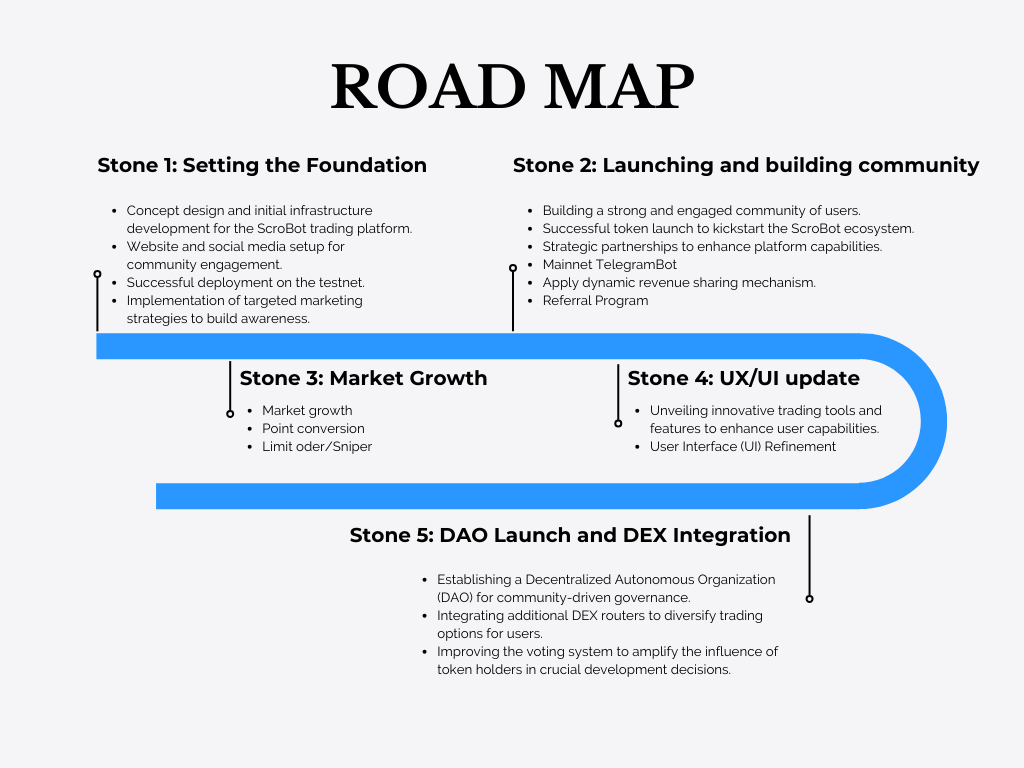 ROAD MAP
Stone 1: Setting the Foundation
• Concept design and initial infrastructure
development for the ScroBot trading platform.
• Website and social media setup for
community engagement.
• Successful deployment on the testnet.
• Implementation of targeted marketing
strategies to build awareness.
Stone 2: Launching and building community
• Building a strong and engaged community of users.
• Successful token launch to kickstart the ScroBot ecosystem.
• Strategic partnerships to enhance platform capabilities.
• Mainnet TelegramBot
• Apply dynamic revenue sharing mechanism.
• Referral Program
Stone 3: Market Growth
• Market growth
• Point conversion
• Limit oder/Sniper
Stone 4: UX/UI update
• Unveiling innovative trading tools and
features to enhance user capabilities.
• User Interface (UI) Refinement
Stone 5: DAO Launch and DEX Integration
• Establishing a Decentralized Autonomous Organization
(DAO) for community-driven governance.
• Integrating additional DEX routers to diversify trading
options for users.
• Improving the voting system to amplify the influence of
token holders in crucial development decisions.